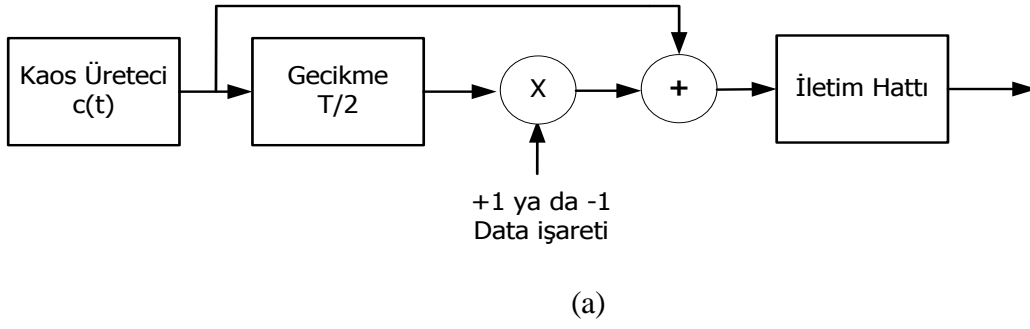 Kaos Üreteci
c(t)
Gecikme
T/2
X
+
İletim Hattı
+1 ya da -1
Data işareti
(a)